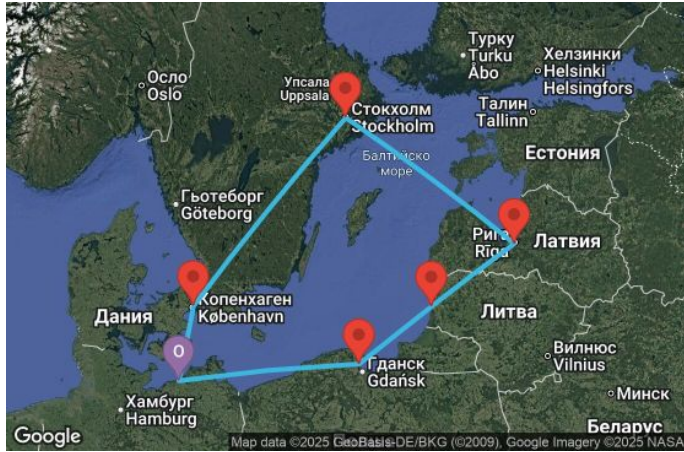 Турку
Turku
Åbo
Хелзинки
Helsinki
Helsingfors
Осло
Oslo
Упсала
Uppsala
Стокхолм
Stockholm
Талин
Tallinn
Балтийско
море
Естония
Гьотеборг
Göteborg
Рига
Rīga
Латвия
Копенхаген
København
Дания
Литва
О
Гданск
Gdańsk
Вилнюс
Vilnius
Хамбург
Hamburg
Минск
Беларус
Google
Map data ©2025 GeoBasis-DE/BKG (©2009), Google Imagery ©2025 NASA